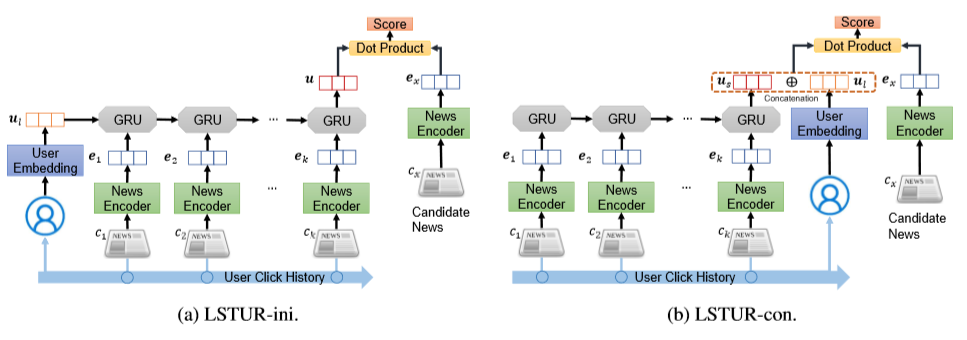 Score
Dot Product
u
e_x
u_l
GRU
GRU
...
GRU
News
Encoder
User
Embedding
e_1
e_2
e_k
c_x
NEWS
News
Encoder
News
Encoder
...
News
Encoder
Candidate
News
c_1
NEWS
c_2
NEWS
c_k
NEWS
User Click History
(a) LSTUR-ini.
Score
Dot Product
u_s
⊕
u_l
e_x
Concatenation
GRU
GRU
...
GRU
User
Embedding
News
Encoder
e_1
e_2
e_k
c_x
NEWS
News
Encoder
News
Encoder
...
News
Encoder
Candidate
News
c_1
NEWS
c_2
NEWS
c_k
NEWS
User Click History
(b) LSTUR-con.